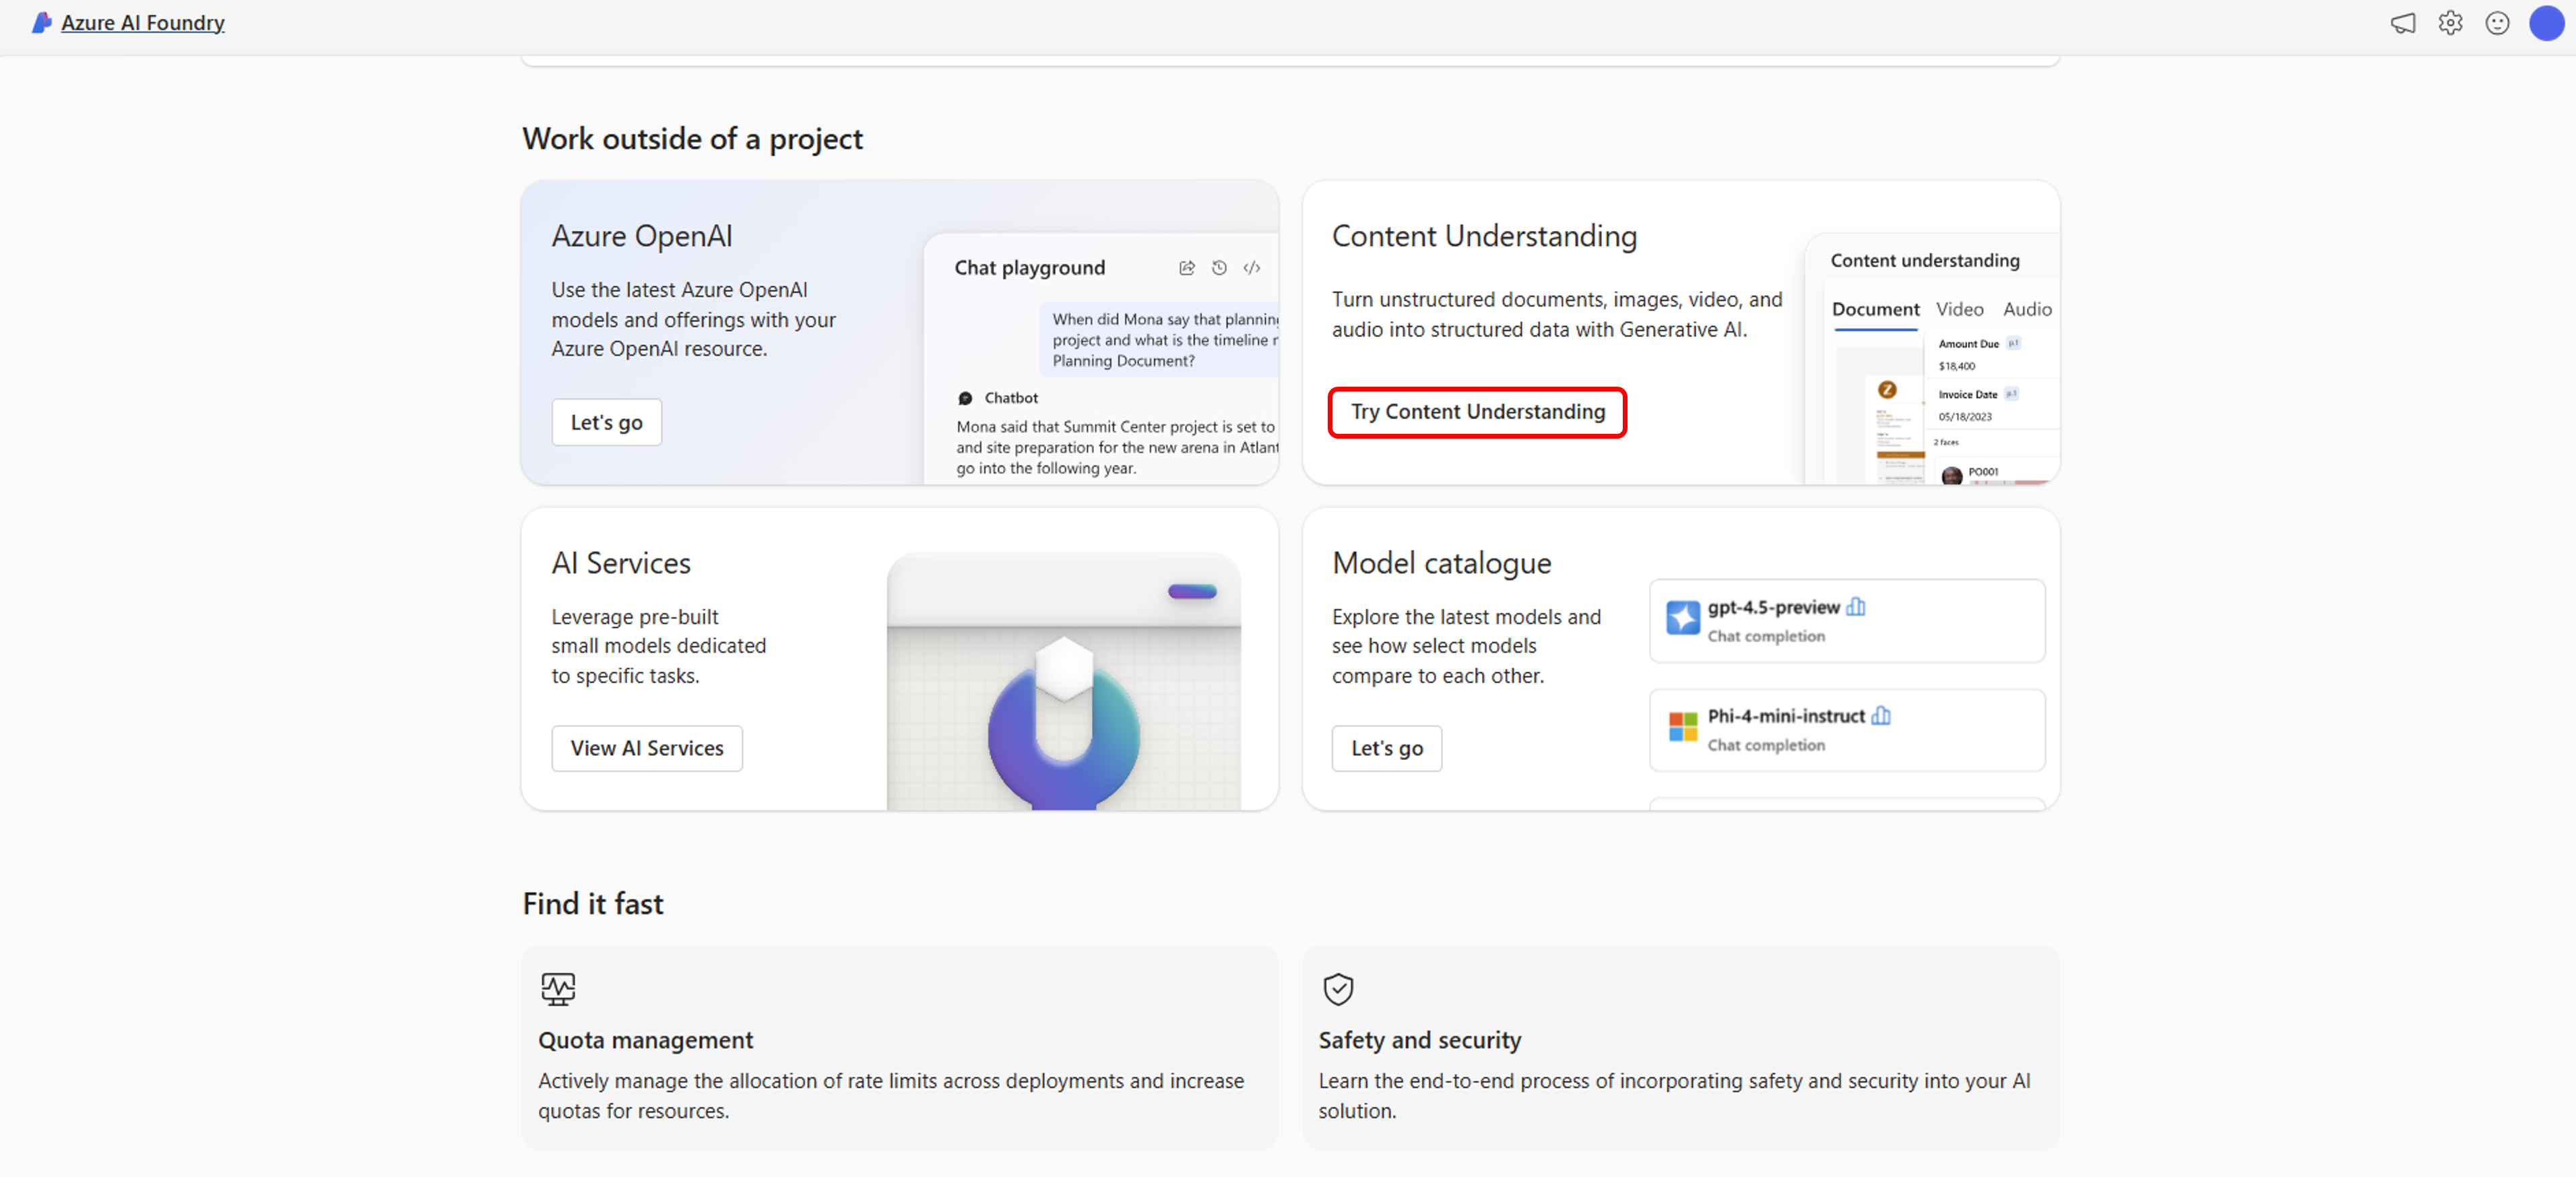 Azure AI Foundry
Work outside of a project
Azure OpenAI
Use the latest Azure OpenAI
models and offerings with your
Azure OpenAI resource.
Let's go
Chat playground
When did Mona say that planning
project and what is the timeline
Planning Document?
Chatbot
Mona said that Summit Center project is set to
and site preparation for the new arena in Atlant
go into the following year.
Content Understanding
Turn unstructured documents, images, video, and
audio into structured data with Generative AI.
Try Content Understanding
Content understanding
Document Video Audio
Amount Due p.1
$18,400
Invoice Date p.1
05/18/2023
2 faces
PO001
AI Services
Leverage pre-built
small models dedicated
to specific tasks.
View AI Services
Model catalogue
Explore the latest models and
see how select models
compare to each other.
Let's go
gpt-4.5-preview
Chat completion
Phi-4-mini-instruct
Chat completion
Find it fast
Quota management
Actively manage the allocation of rate limits across deployments and increase
quotas for resources.
Safety and security
Learn the end-to-end process of incorporating safety and security into your AI
solution.